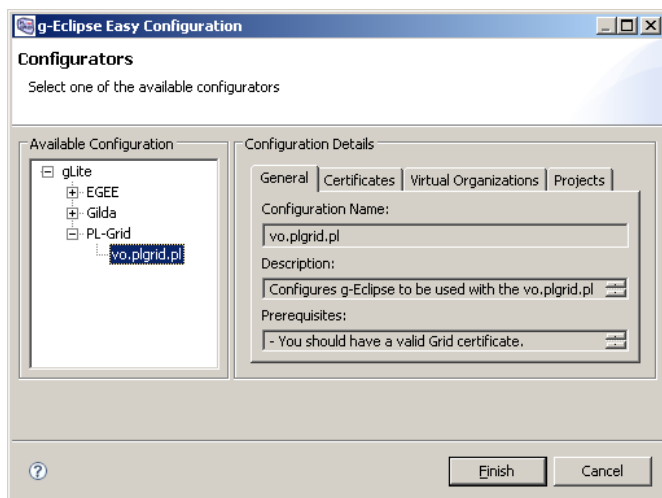 g-Eclipse Easy Configuration
Configurators
Select one of the available configurators
Available Configuration
gLite
EGEE
Gilda
PL-Grid
vo.plgrid.pl
Configuration Details
General Certificates Virtual Organizations Projects
Configuration Name:
vo.plgrid.pl
Description:
Configures g-Eclipse to be used with the vo.plgrid.pl
Prerequisites:
- You should have a valid Grid certificate.
Finish Cancel